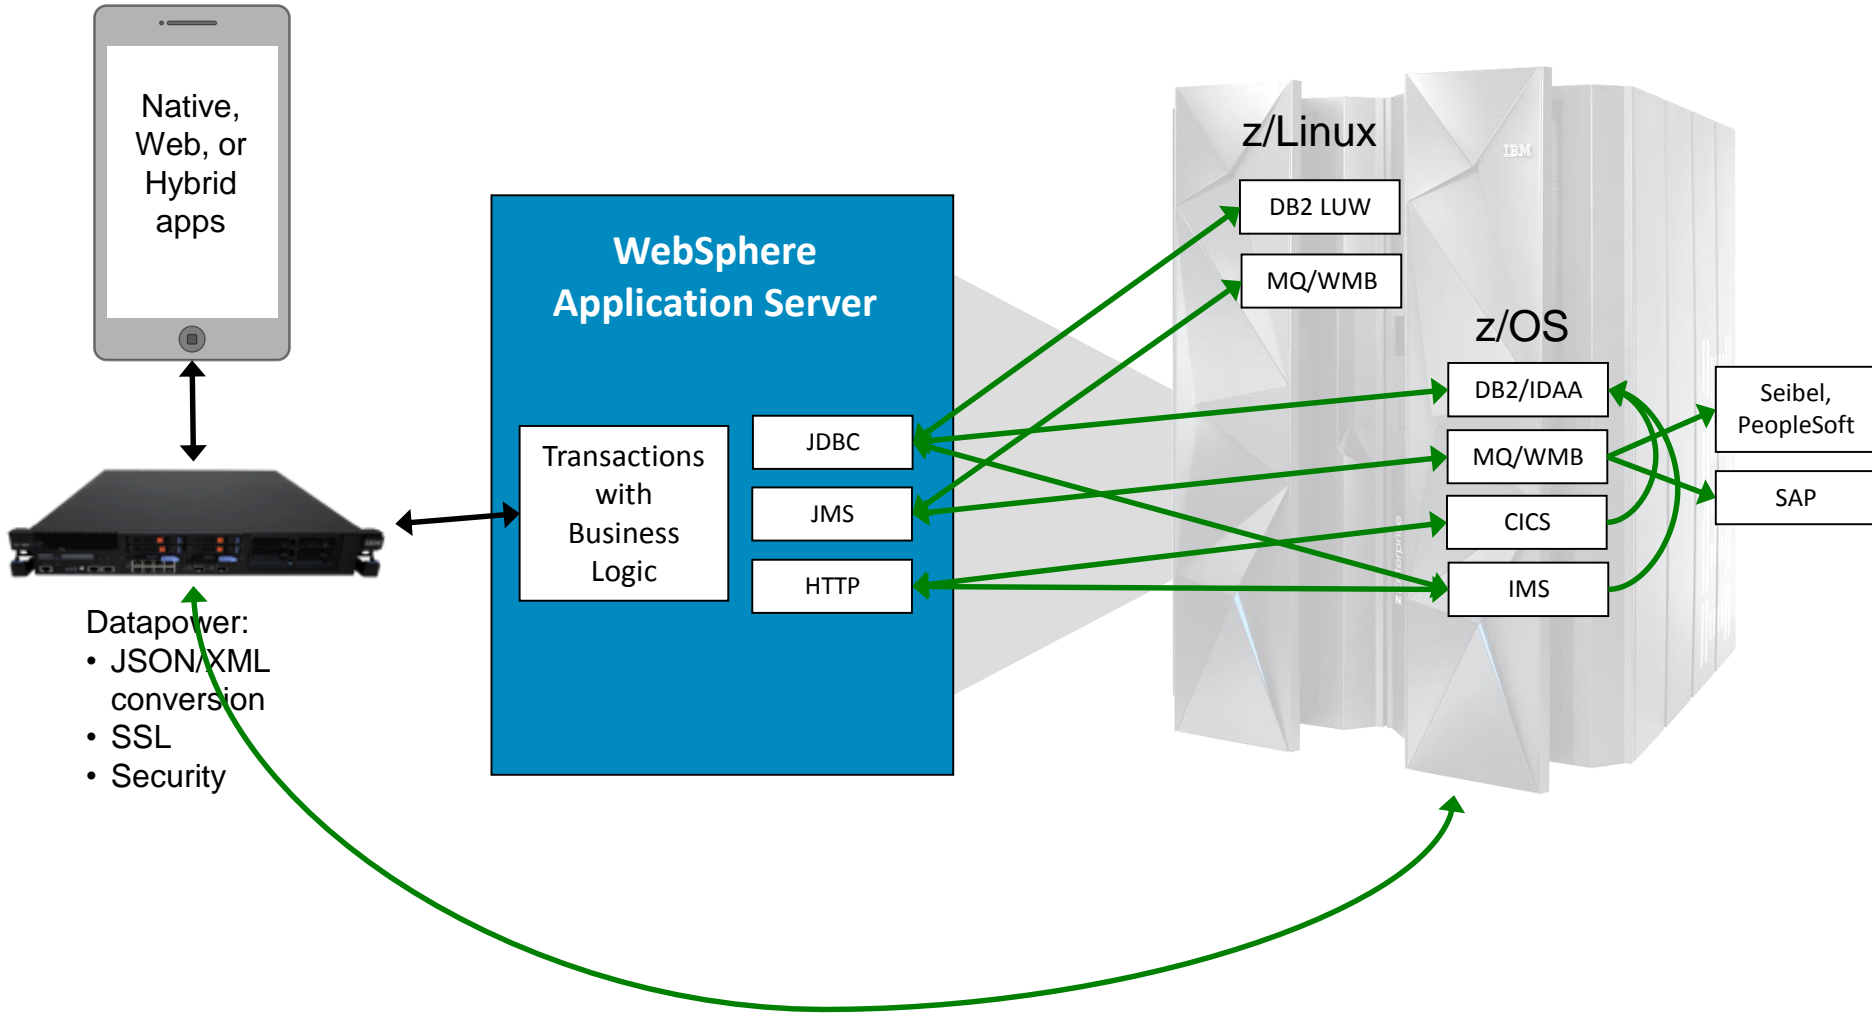 Native,
Web, or
Hybrid
apps
Datapower:
• JSON/XML
conversion
• SSL
• Security
WebSphere
Application Server
Transactions
with
Business
Logic
JDBC
JMS
HTTP
z/Linux
IBM
DB2 LUW
MQ/WMB
z/OS
DB2/IDAA
MQ/WMB
CICS
IMS
Seibel,
PeopleSoft
SAP